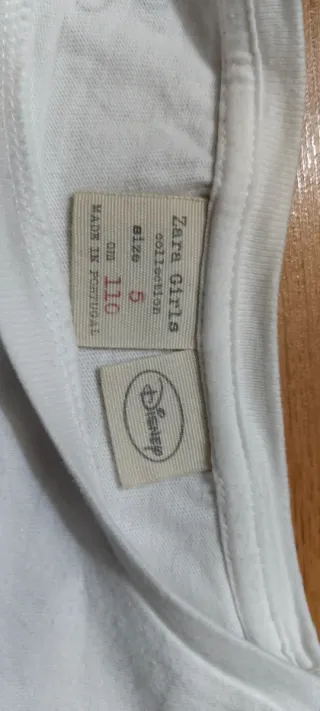 Zara Girls
collection
size 5
cm 110
MADE IN PORTUGAL
Disney